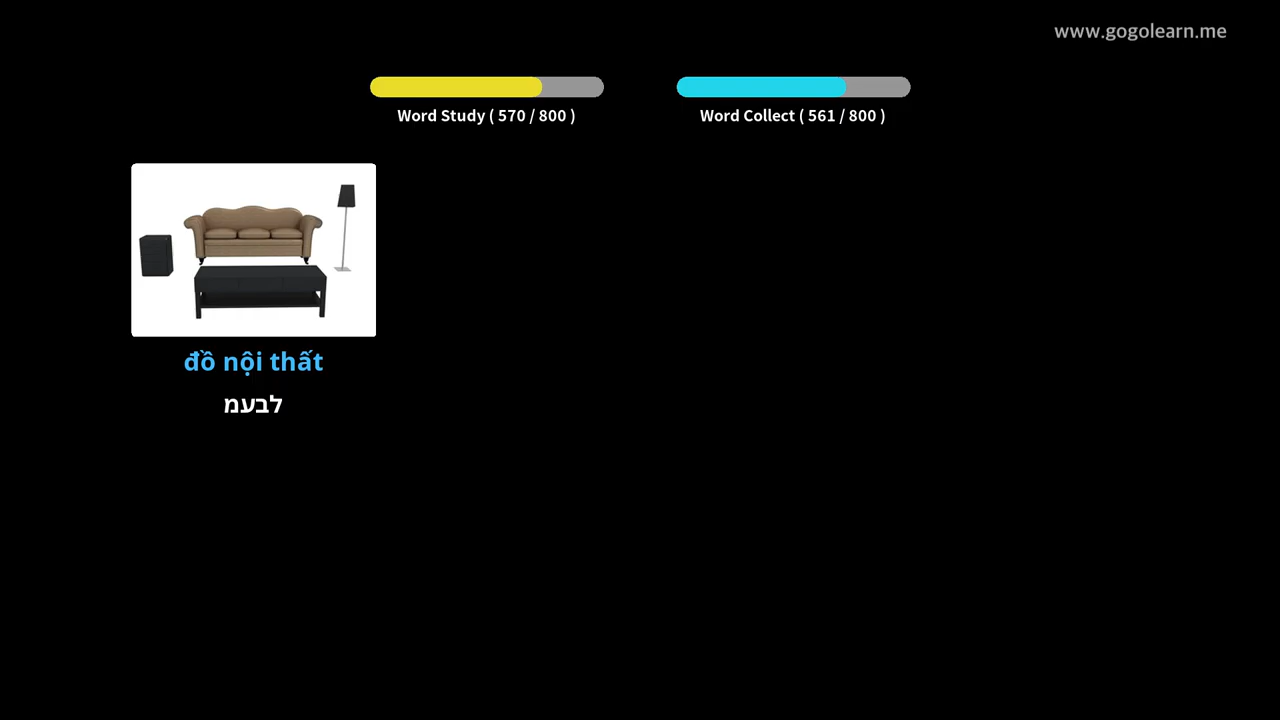 www.gogolearn.me
Word Study ( 570 / 800 )
Word Collect ( 561 / 800 )
đồ nội thất
לבעמ